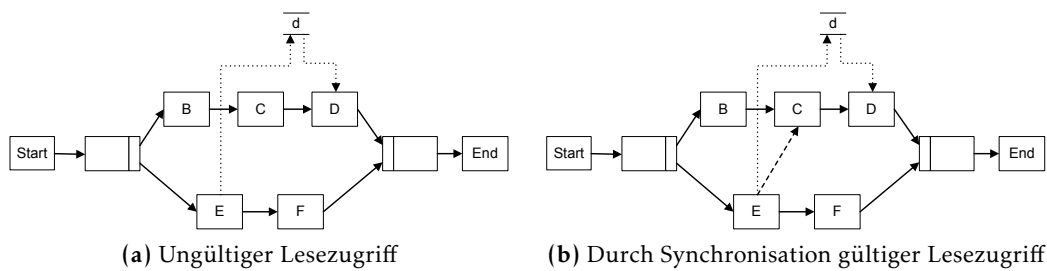 d
B C D
Start End
E F
(a) Ungültiger Lesezugriff
d
B C D
Start End
E F
(b) Durch Synchronisation gültiger Lesezugriff